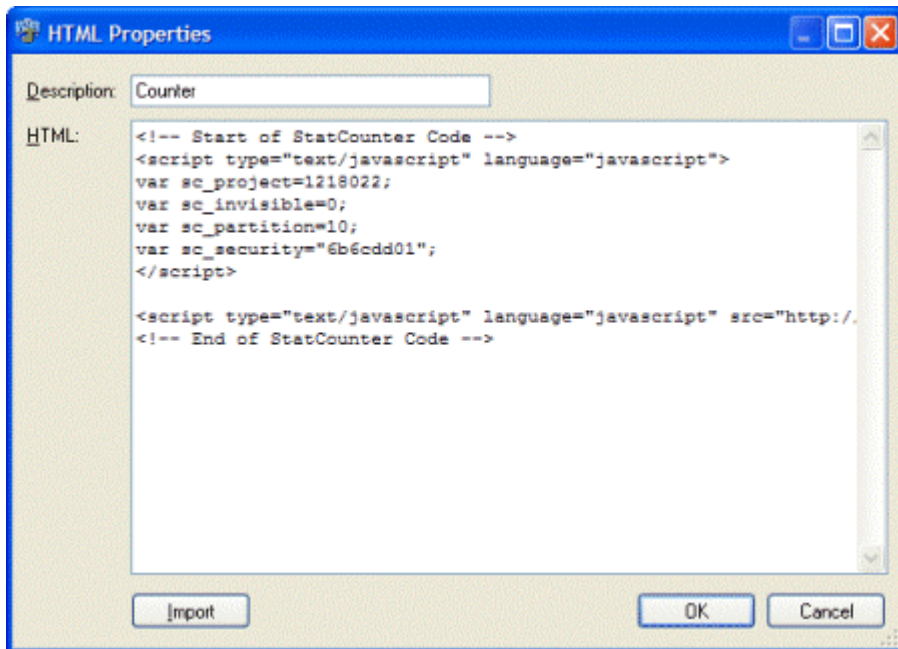 HTML Properties
Description: Counter
HTML:
<!-- Start of StatCounter Code -->
<script type="text/javascript" language="javascript">
var sc_project=1218022;
var sc_invisible=0;
var sc_partition=10;
var sc_security="6b6cdd01";
</script>
<script type="text/javascript" language="javascript" src="http:/
<!-- End of StatCounter Code -->
Import OK Cancel